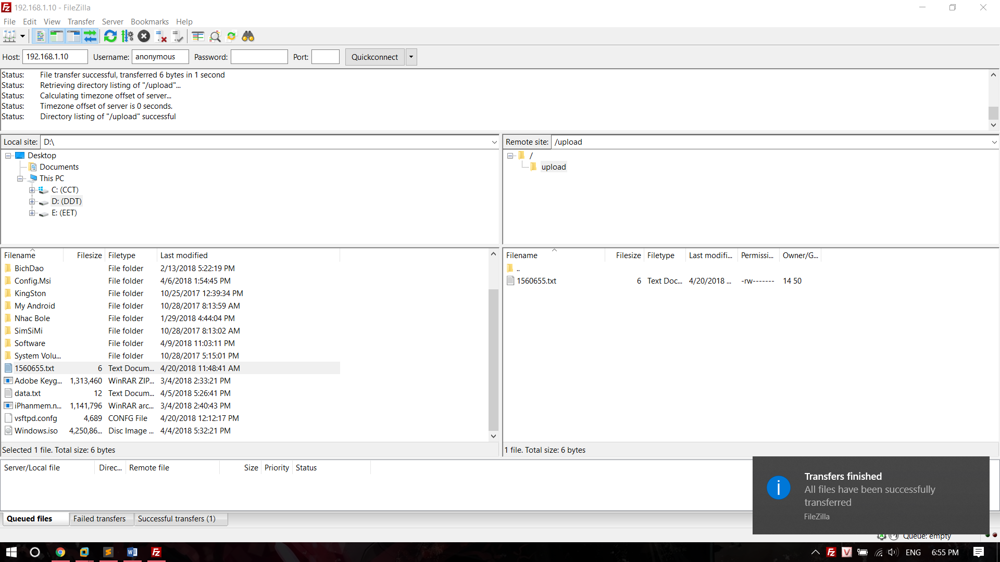 192.168.1.10 - FileZilla
File Edit View Transfer Server Bookmarks Help
Host: 192.168.1.10 Username: anonymous Password: Port: Quickconnect
Status: File transfer successful, transferred 6 bytes in 1 second
Status: Retrieving directory listing of "/upload"...
Status: Calculating timezone offset of server...
Status: Timezone offset of server is 0 seconds.
Status: Directory listing of "/upload" successful
Local site: D:\
Desktop
Documents
This PC
C: (CCT)
D: (DDT)
E: (EET)
Remote site: /upload
/
upload
Filename Filesize Filetype Last modified
BichDao File folder 2/13/2018 5:22:19 PM
Config.Msi File folder 4/6/2018 1:54:45 PM
KingSton File folder 10/25/2017 12:39:34 PM
My Android File folder 10/28/2017 8:13:59 AM
Nhac Bole File folder 1/29/2018 4:44:04 PM
SimSiMi File folder 10/28/2017 8:13:02 AM
Software File folder 4/9/2018 11:03:11 PM
System Volu... File folder 10/28/2017 5:15:01 PM
1560655.txt 6 Text Docum... 4/20/2018 11:48:41 AM
Adobe Keyg... 1,313,460 WinRAR ZIP... 3/4/2018 2:33:21 PM
data.txt 12 Text Docum... 4/5/2018 5:26:41 PM
iPhanmem.n... 1,141,796 WinRAR arc... 3/4/2018 2:40:43 PM
vsftpd.confg 4,689 CONFG File 4/20/2018 12:12:17 PM
Windows.iso 4,250,86... Disc Image ... 4/4/2018 5:32:21 PM
Selected 1 file. Total size: 6 bytes
Filename Filesize Filetype Last modifi... Permissi... Owner/G...
..
1560655.txt 6 Text Doc... 4/20/2018 ... -rw------- 14 50
1 file. Total size: 6 bytes
Server/Local file Direc... Remote file Size Priority Status
Transfers finished
All files have been successfully
transferred
FileZilla
Queued files Failed transfers Successful transfers (1)
Queue: empty
ENG 6:55 PM